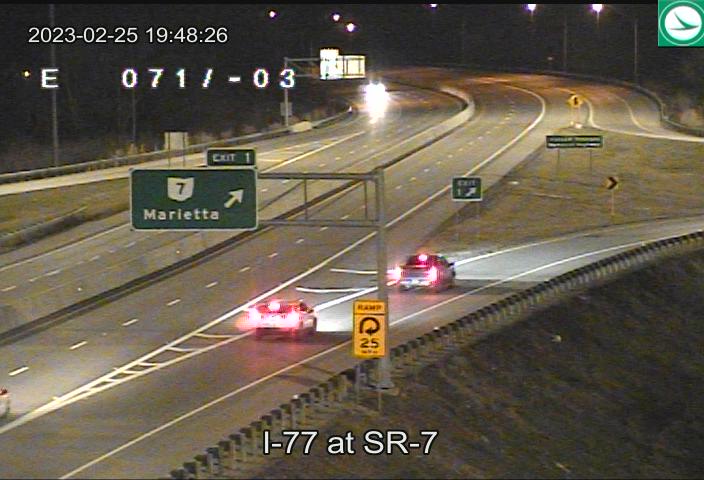 2023-02-25 19:48:26
E 071/-03
EXIT 1
7
Marietta
EXIT
1
RAMP
25
I-77 at SR-7